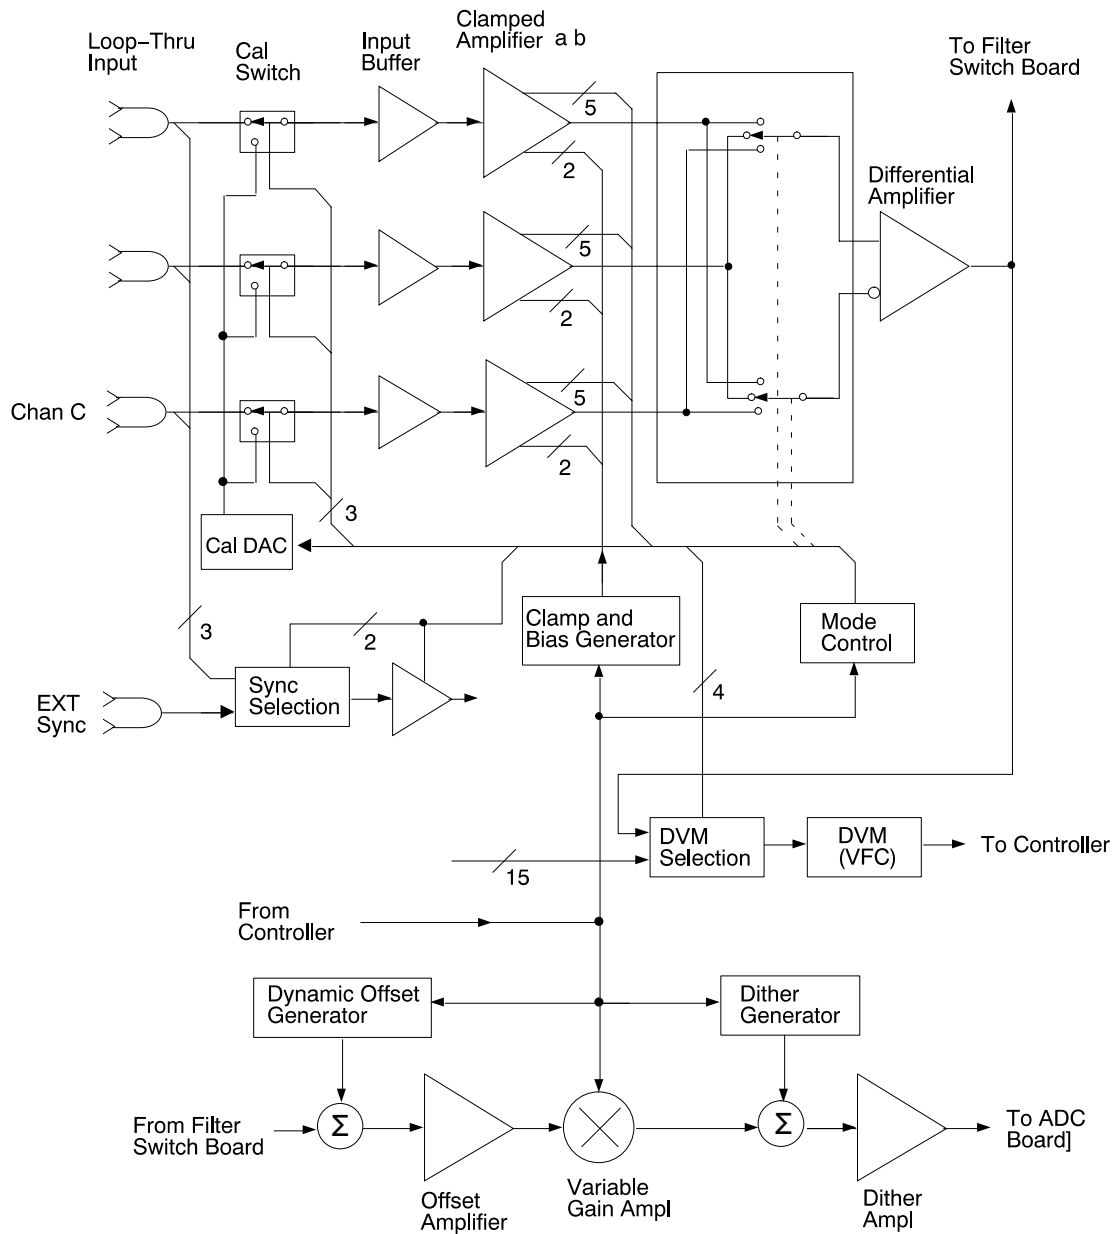 Loop–Thru
Input
Cal
Switch
Input
Buffer
Clamped
Amplifier a b
To Filter
Switch Board
5
2
Differential
Amplifier
5
2
Chan C
5
2
3
Cal DAC
3
2
Clamp and
Bias Generator
Mode
Control
4
EXT
Sync
Sync
Selection
DVM
Selection
DVM
(VFC)
To Controller
15
From
Controller
Dynamic Offset
Generator
Dither
Generator
From Filter
Switch Board
Σ
Σ
To ADC
Board]
Offset
Amplifier
Variable
Gain Ampl
Dither
Ampl